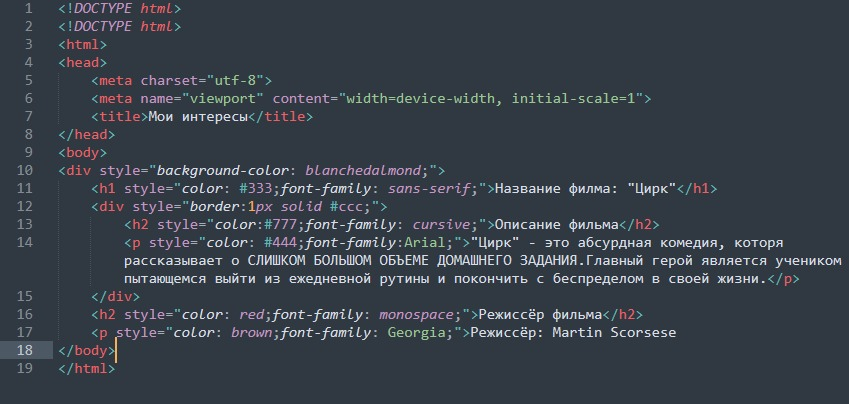 1 <!DOCTYPE html>
2 <!DOCTYPE html>
3 <html>
4 <head>
5 <meta charset="utf-8">
6 <meta name="viewport" content="width=device-width, initial-scale=1">
7 <title>Мои интересы</title>
8 </head>
9 <body>
10 <div style="background-color: blanchedalmond;">
11 <h1 style="color: #333;font-family: sans-serif;">Название филма: "Цирк"</h1>
12 <div style="border:1px solid #ccc;">
13 <h2 style="color:#777;font-family: cursive;">Описание фильма</h2>
14 <p style="color: #444;font-family:Arial;">"Цирк" - это абсурдная комедия, которя
рассказывает о СЛИШКОМ БОЛЬШОМ ОБЪЕМЕ ДОМАШНЕГО ЗАДАНИЯ.Главный герой является учеником
пытающемся выйти из ежедневной рутины и покончить с беспределом в своей жизни.</p>
15 </div>
16 <h2 style="color: red;font-family: monospace;">Режиссёр фильма</h2>
17 <p style="color: brown;font-family: Georgia;">Режиссёр: Martin Scorsese
18 </body>
19 </html>